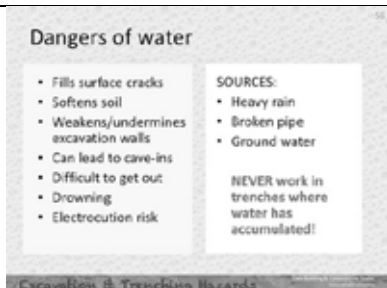 Dangers of water
• Fills surface cracks
• Softens soil
• Weakens/undermines
excavation walls
• Can lead to cave-ins
• Difficult to get out
• Drowning
• Electrocution risk
SOURCES:
• Heavy rain
• Broken pipe
• Ground water
NEVER work in
trenches where
water has
accumulated!
Excavation & Trenching Hazards